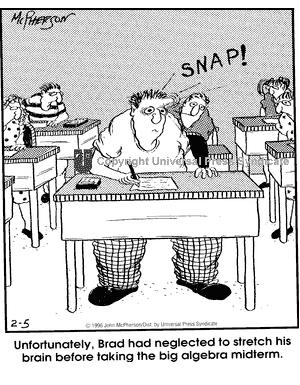 McPHERSON
SNAP!
Copyright Universal Press Syndicate
© 1996 John McPherson/Dist. by Universal Press Syndicate
2-5
Unfortunately, Brad had neglected to stretch his
brain before taking the big algebra midterm.